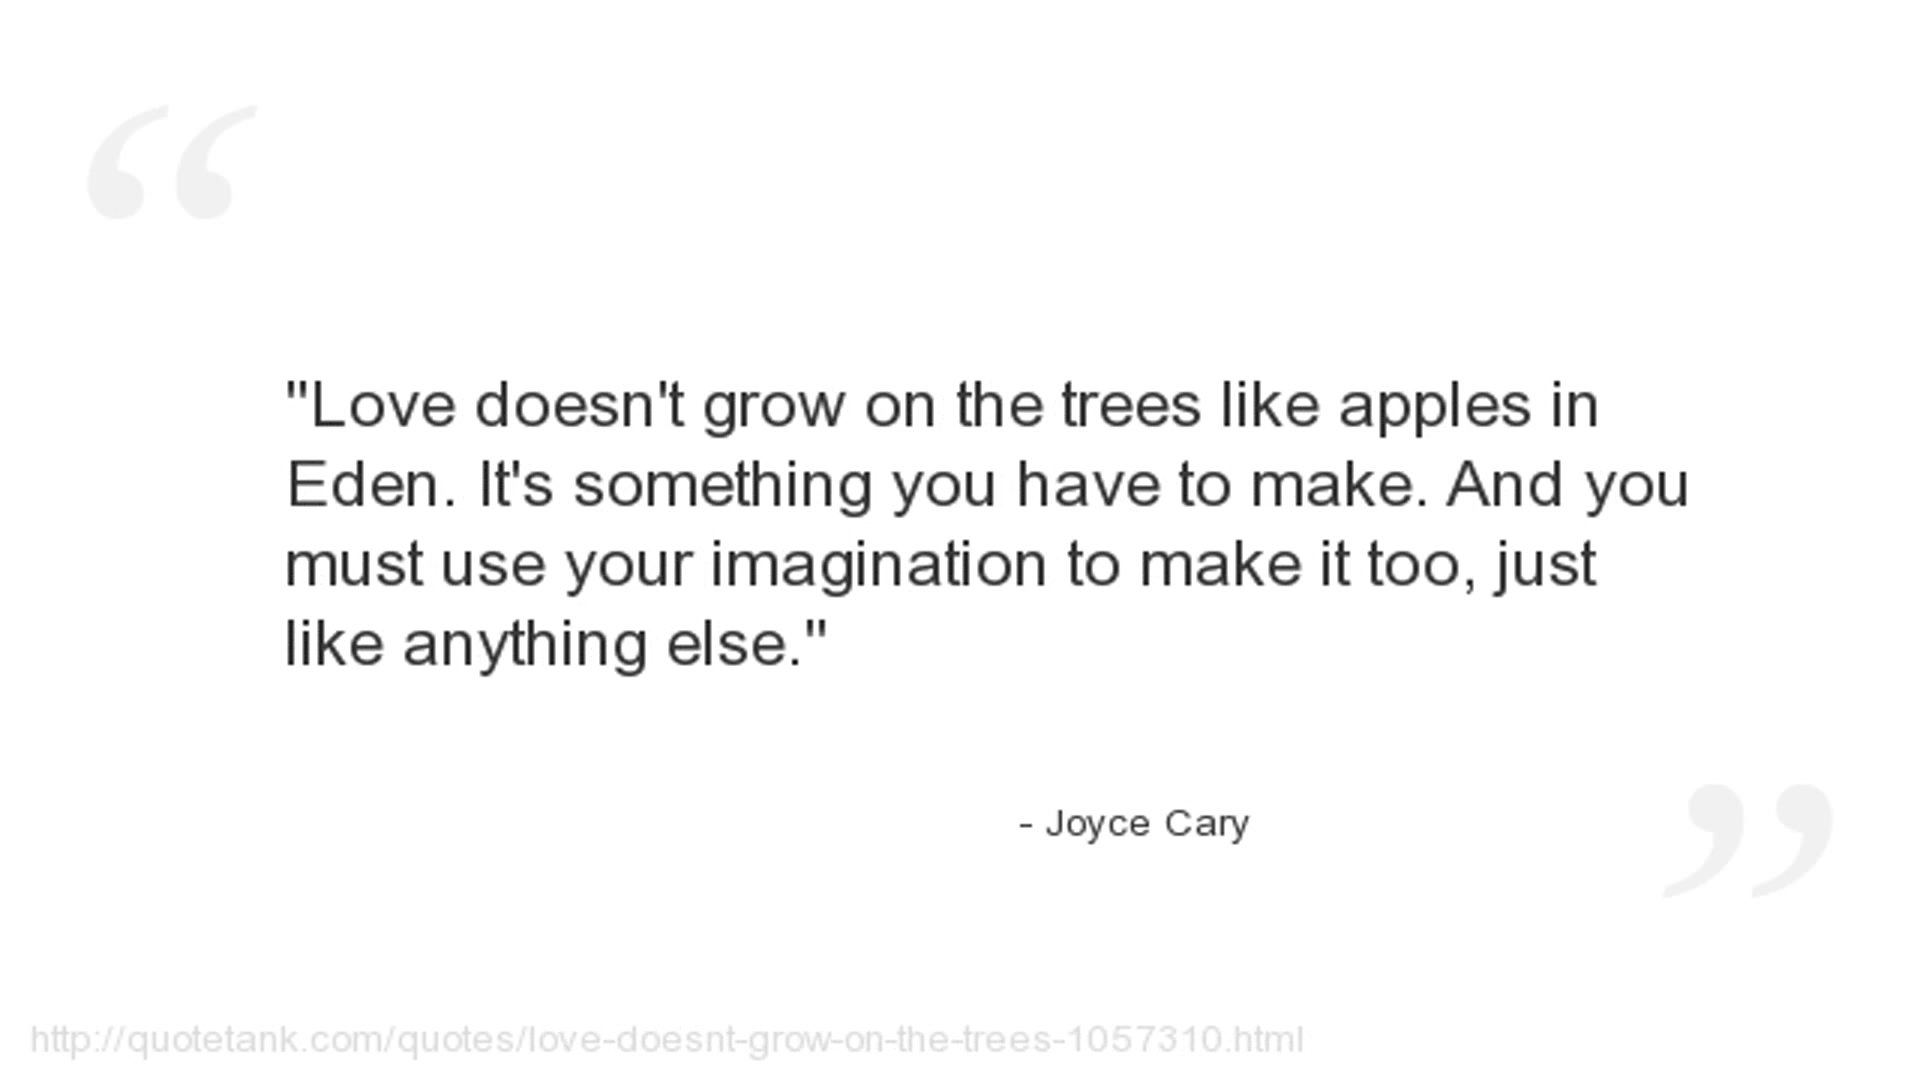 "Love doesn't grow on the trees like apples in
Eden. It's something you have to make. And you
must use your imagination to make it too, just
like anything else."
- Joyce Cary
http://quotetank.com/quotes/love-doesnt-grow-on-the-trees-1057310.html